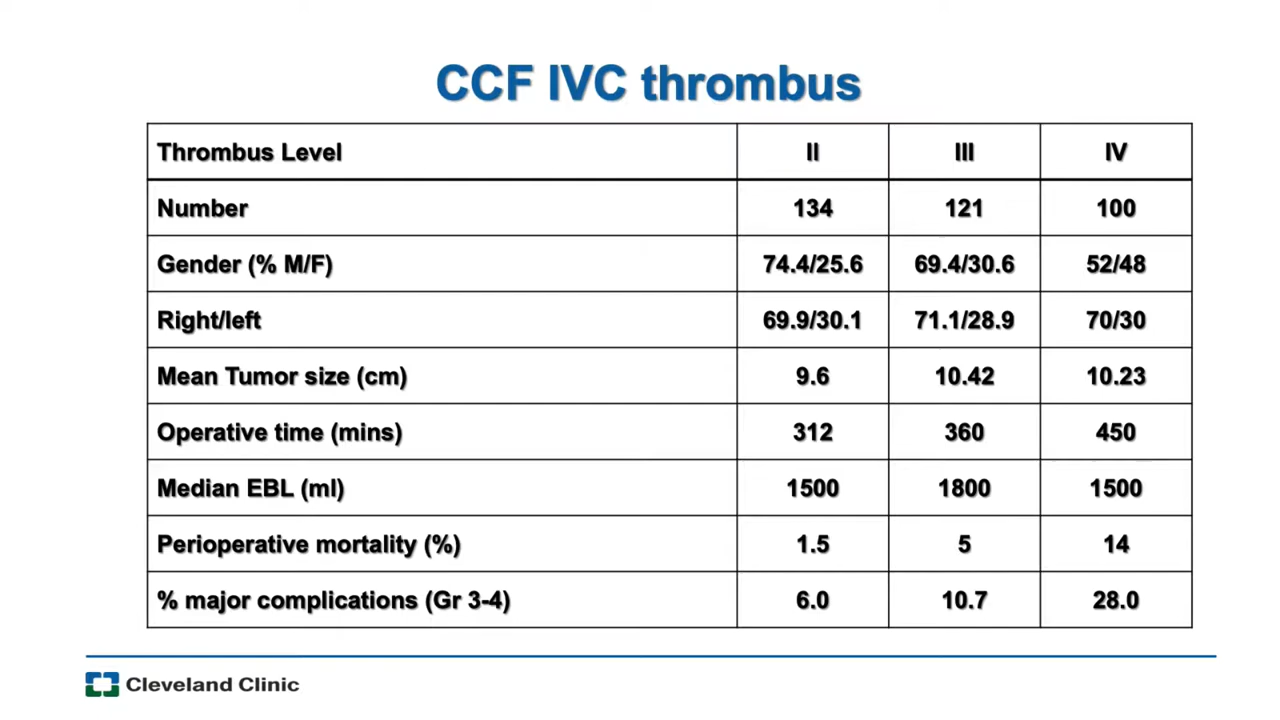 CCF IVC thrombus
Thrombus Level II III IV
Number 134 121 100
Gender (% M/F) 74.4/25.6 69.4/30.6 52/48
Right/left 69.9/30.1 71.1/28.9 70/30
Mean Tumor size (cm) 9.6 10.42 10.23
Operative time (mins) 312 360 450
Median EBL (ml) 1500 1800 1500
Perioperative mortality (%) 1.5 5 14
% major complications (Gr 3-4) 6.0 10.7 28.0
Cleveland Clinic